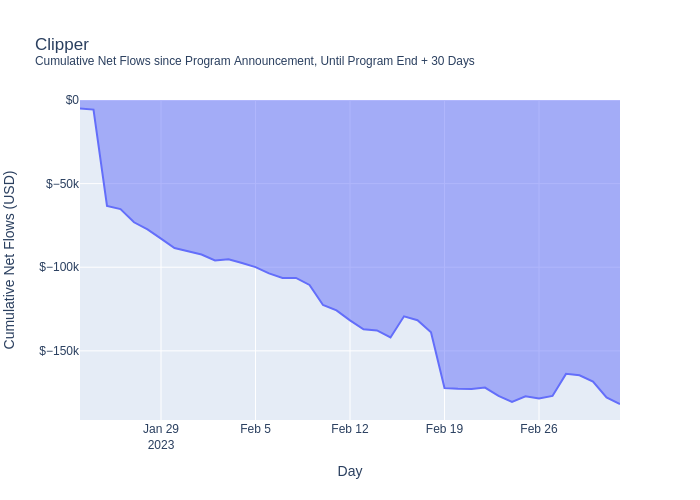 Clipper
Cumulative Net Flows since Program Announcement, Until Program End + 30 Days
Cumulative Net Flows (USD)
$0
$−50k
$−100k
$−150k
Jan 29
2023
Feb 5
Feb 12
Feb 19
Feb 26
Day